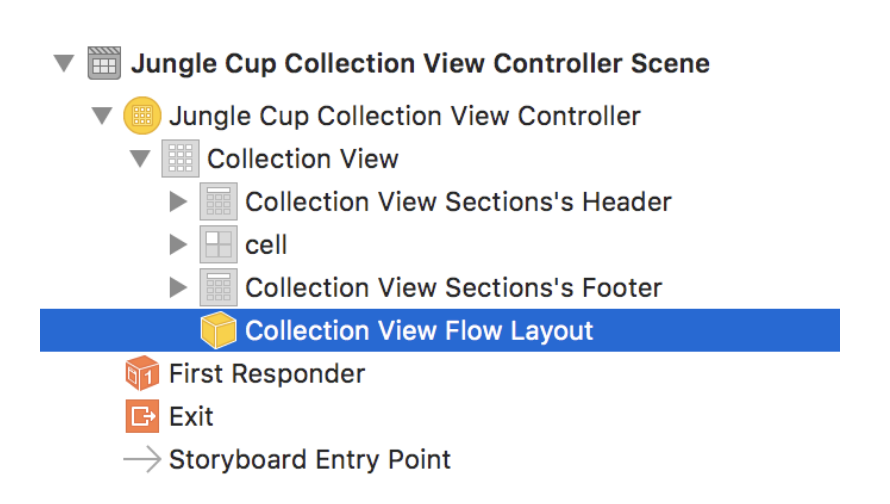 Jungle Cup Collection View Controller Scene
Jungle Cup Collection View Controller
Collection View
Collection View Sections's Header
cell
Collection View Sections's Footer
Collection View Flow Layout
1 First Responder
Exit
Storyboard Entry Point